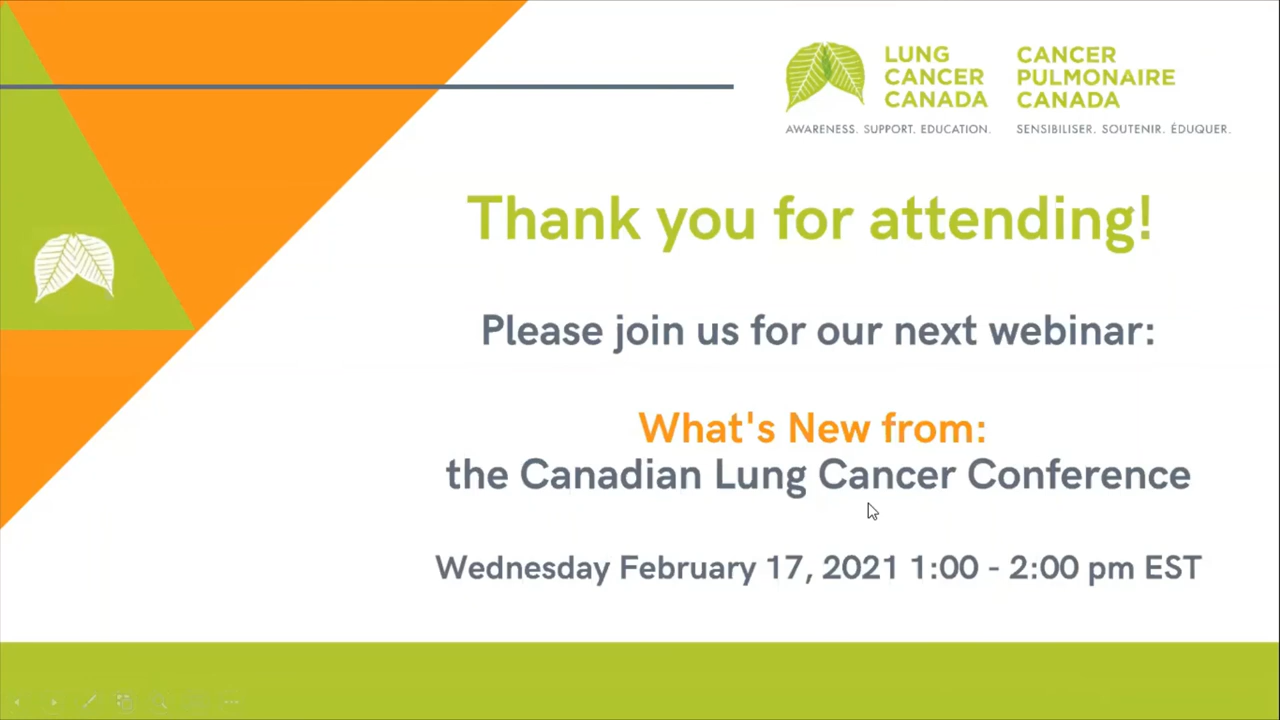 LUNG
CANCER
CANADA
AWARENESS. SUPPORT. EDUCATION.
CANCER
PULMONAIRE
CANADA
SENSIBILISER. SOUTENIR. ÉDUQUER.
Thank you for attending!
Please join us for our next webinar:
What's New from:
the Canadian Lung Cancer Conference
Wednesday February 17, 2021 1:00 - 2:00 pm EST